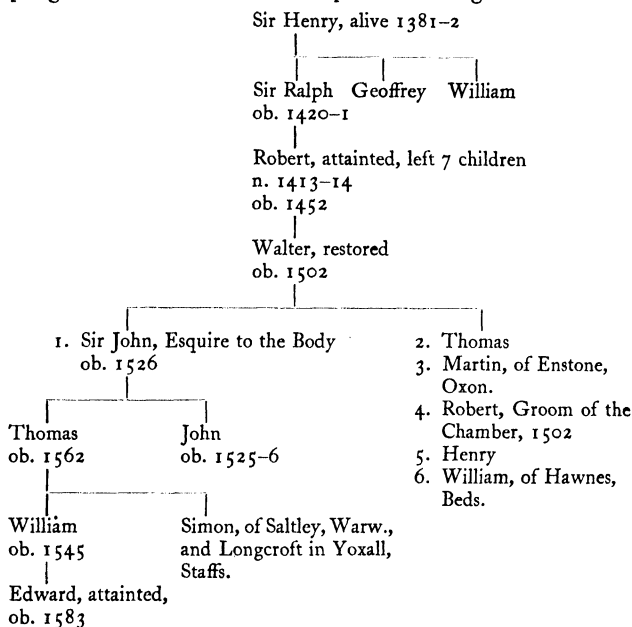 Sir Henry, alive 1381–2
Sir Ralph Geoffrey William
ob. 1420–1
Robert, attainted, left 7 children
n. 1413–14
ob. 1452
Walter, restored
ob. 1502
1. Sir John, Esquire to the Body
ob. 1526
2. Thomas
3. Martin, of Enstone,
Oxon.
4. Robert, Groom of the
Chamber, 1502
5. Henry
6. William, of Hawnes,
Beds.
Thomas
ob. 1562
John
ob. 1525–6
William
ob. 1545
Simon, of Saltley, Warw.,
and Longcroft in Yoxall,
Staffs.
Edward, attainted,
ob. 1583